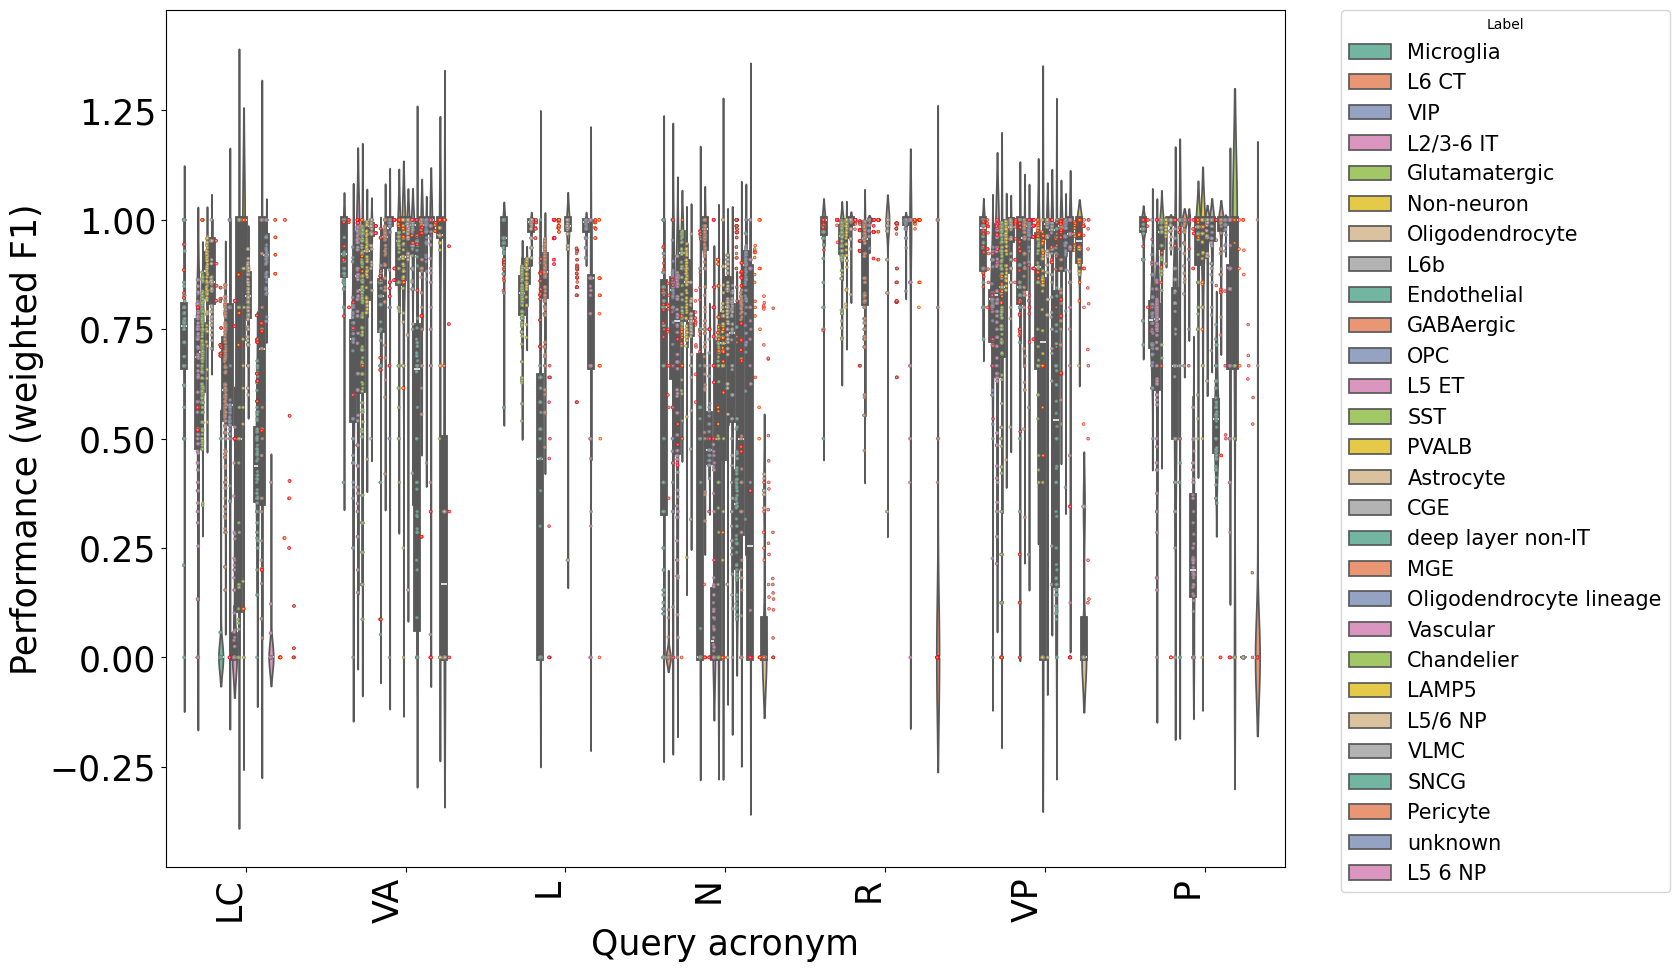 Label
Microglia
L6 CT
VIP
L2/3-6 IT
Glutamatergic
Non-neuron
Oligodendrocyte
L6b
Endothelial
GABAergic
OPC
L5 ET
SST
PVALB
Astrocyte
CGE
deep layer non-IT
MGE
Oligodendrocyte lineage
Vascular
Chandelier
LAMP5
L5/6 NP
VLMC
SNCG
Pericyte
unknown
L5 6 NP
Performance (weighted F1)
1.25
1.00
0.75
0.50
0.25
0.00
−0.25
LC
VA
L
N
R
VP
P
Query acronym